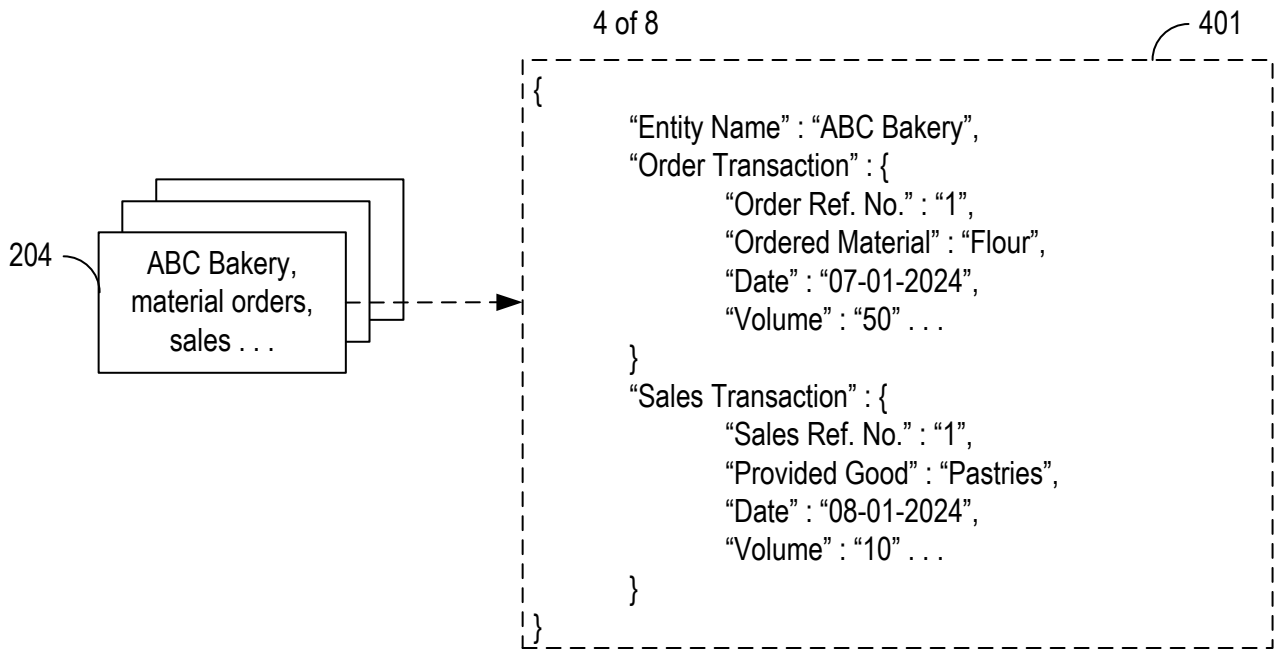 4 of 8
401
{
“Entity Name” : “ABC Bakery”,
“Order Transaction” : {
“Order Ref. No.” : “1”,
“Ordered Material” : “Flour”,
“Date” : “07-01-2024”,
“Volume” : “50” . . .
}
“Sales Transaction” : {
“Sales Ref. No.” : “1”,
“Provided Good” : “Pastries”,
“Date” : “08-01-2024”,
“Volume” : “10” . . .
}
}
204
ABC Bakery,
material orders,
sales . . .